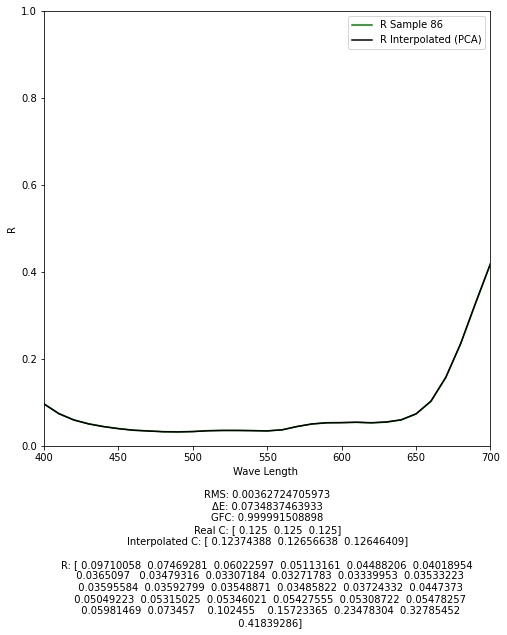 R Sample 86
R Interpolated (PCA)
1.0
0.8
0.6
0.4
0.2
0.0
R
400
450
500
550
600
650
700
Wave Length
RMS: 0.00362724705973
ΔE: 0.0734837463933
GFC: 0.999991508898
Real C: [ 0.125 0.125 0.125]
Interpolated C: [ 0.12374388 0.12656638 0.12646409]
R: [ 0.09710058 0.07469281 0.06022597 0.05113161 0.04488206 0.04018954
0.0365097 0.03479316 0.03307184 0.03271783 0.03339953 0.03533223
0.03595584 0.03592799 0.03548871 0.03485822 0.03724332 0.0447373
0.05049223 0.05315025 0.05346021 0.05427555 0.05308722 0.05478257
0.05981469 0.073457 0.102455 0.15723365 0.23478304 0.32785452
0.41839286]